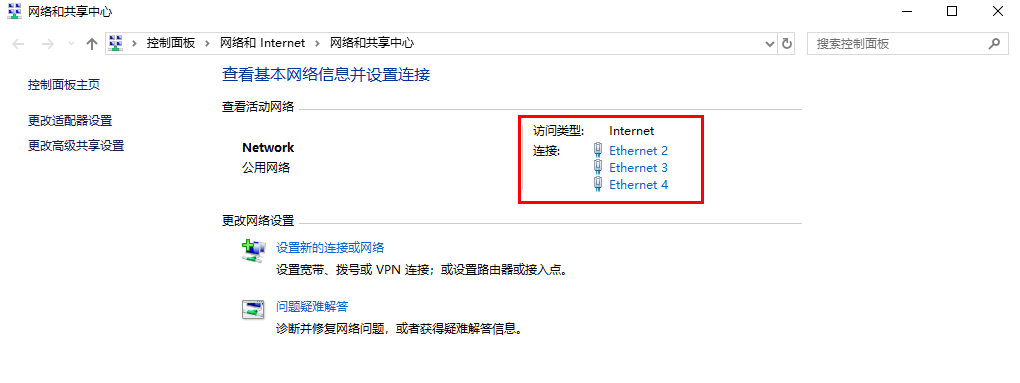 网络和共享中心
控制面板 网络和 Internet 网络和共享中心
搜索控制面板
控制面板主页
更改适配器设置
更改高级共享设置
查看基本网络信息并设置连接
查看活动网络
Network
公用网络
访问类型: Internet
连接: Ethernet 2
Ethernet 3
Ethernet 4
更改网络设置
设置新的连接或网络
设置宽带、拨号或 VPN 连接；或设置路由器或接入点。
问题疑难解答
诊断并修复网络问题，或者获得疑难解答信息。